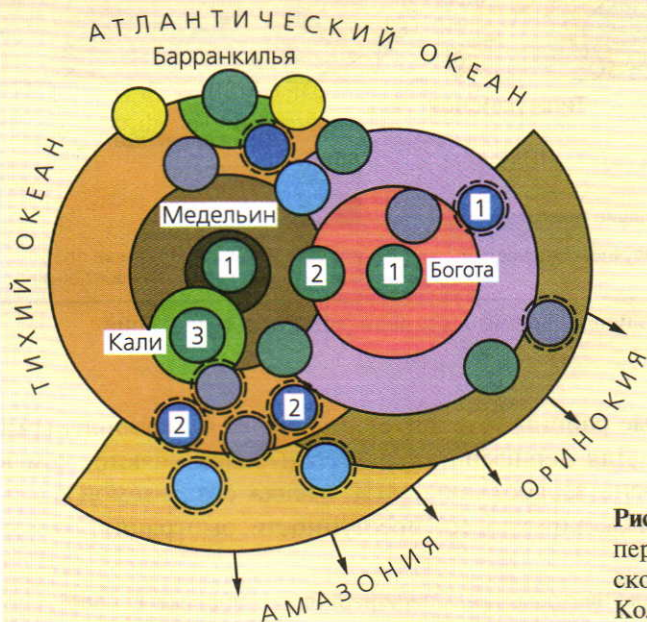 АТЛАНТИЧЕСКИЙ ОКЕАН
Барранкилья
ТИХИЙ ОКЕАН
Медельин
1
1
2
1
Богота
Кали
3
2
2
ОРИНОКИЯ
АМАЗОНИЯ
Рис
пер
ско
Кол